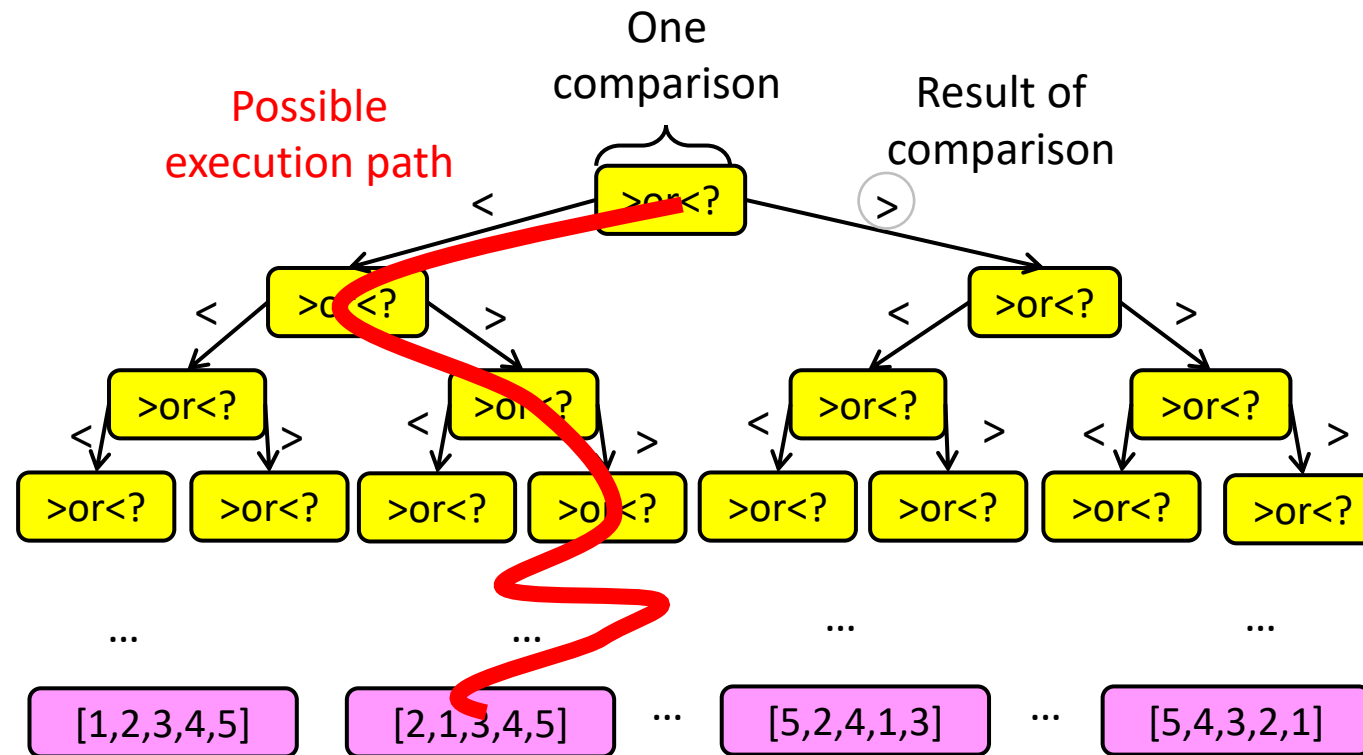 One
comparison
Possible
execution path
Result of
comparison
>or<?
< >
>or<? >or<?
< > < >
>or<? >or<? >or<? >or<?
< > < > < > < >
>or<? >or<? >or<? >or<? >or<? >or<? >or<? >or<?
... ... ... ...
[1,2,3,4,5] [2,1,3,4,5] ... [5,2,4,1,3] ... [5,4,3,2,1]